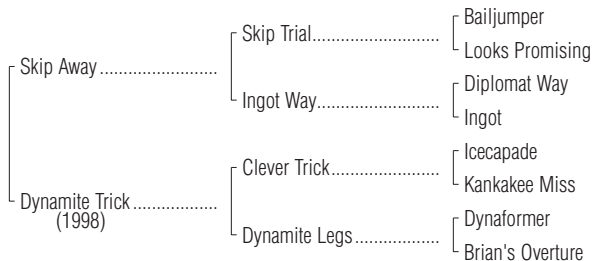 Bailjumper
Skip Trial..............................
Looks Promising
Skip Away............................
Diplomat Way
Ingot Way.............................
Ingot
Icecapade
Clever Trick..........................
Kankakee Miss
Dynamite Trick....................
(1998)
Dynaformer
Dynamite Legs....................
Brian's Overture